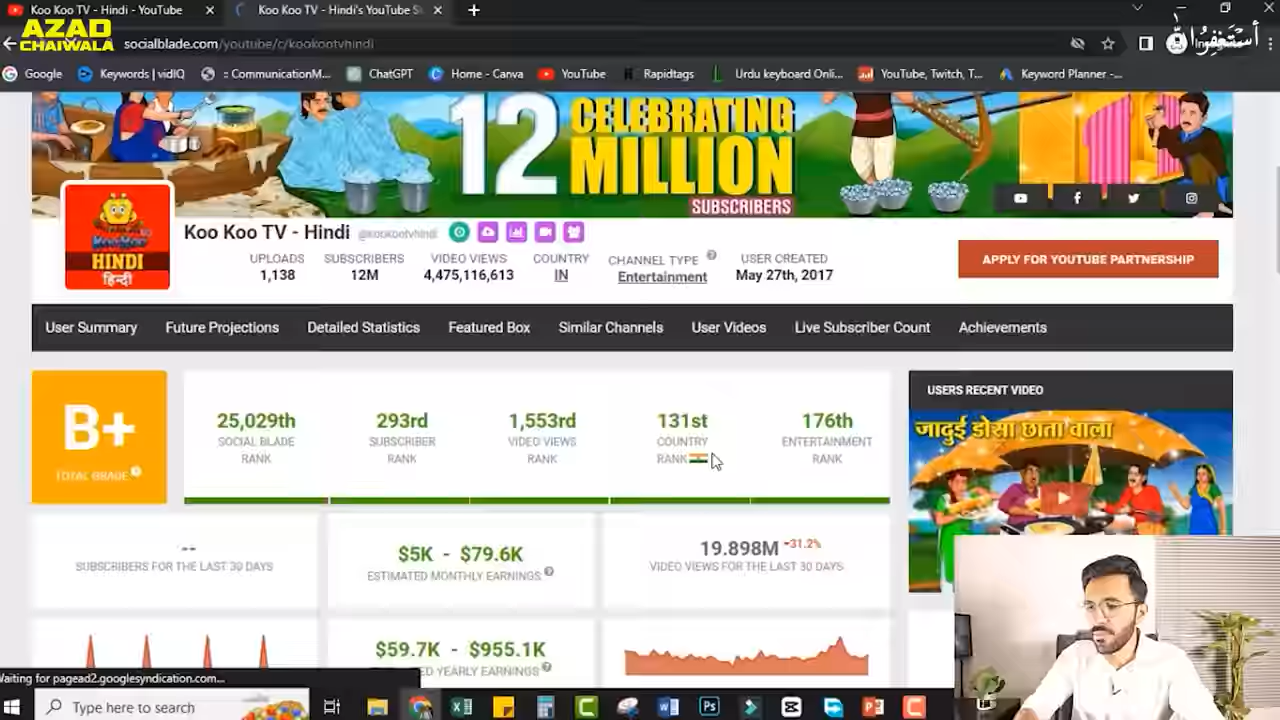 Koo Koo TV - Hindi - YouTube
Koo Koo TV - Hindi's YouTube S
AZAD
CHAIWALA
socialblade.com/youtube/c/kookootvhindi
أستغفر الله
Google
Keywords | vidIQ
:: CommunicationM...
ChatGPT
Home - Canva
YouTube
Rapidtags
Urdu keyboard Onli...
YouTube, Twitch, T...
Keyword Planner -...
12
CELEBRATING
MILLION
SUBSCRIBERS
HINDI
हिन्दी
Koo Koo TV - Hindi @kookootvhindi
UPLOADS
1,138
SUBSCRIBERS
12M
VIDEO VIEWS
4,475,116,613
COUNTRY
IN
CHANNEL TYPE
Entertainment
USER CREATED
May 27th, 2017
APPLY FOR YOUTUBE PARTNERSHIP
User Summary
Future Projections
Detailed Statistics
Featured Box
Similar Channels
User Videos
Live Subscriber Count
Achievements
B+
TOTAL GRADE
25,029th
SOCIAL BLADE
RANK
293rd
SUBSCRIBER
RANK
1,553rd
VIDEO VIEWS
RANK
131st
COUNTRY
RANK
176th
ENTERTAINMENT
RANK
USERS RECENT VIDEO
जादुई डोसा छाता वाला
--
SUBSCRIBERS FOR THE LAST 30 DAYS
$5K - $79.6K
ESTIMATED MONTHLY EARNINGS
19.898M -31.2%
VIDEO VIEWS FOR THE LAST 30 DAYS
$59.7K - $955.1K
YEARLY EARNINGS
Waiting for pagead2.googlesyndication.com...
Type here to search